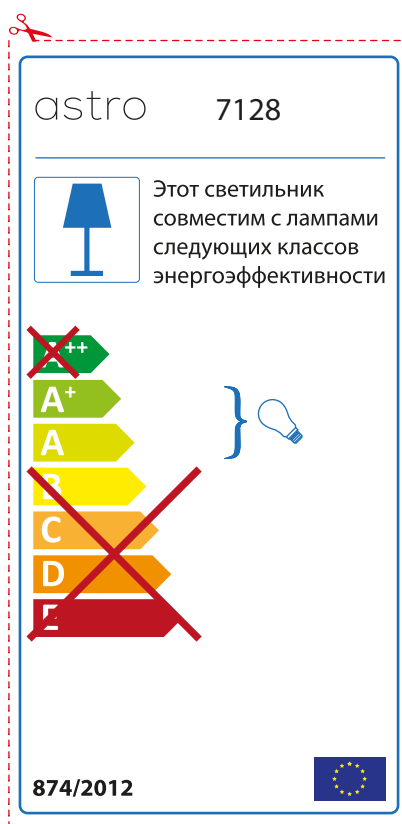 astro 7128
Этот светильник
совместим с лампами
следующих классов
энергоэффективности
A++
A+
A
B
C
D
E
874/2012